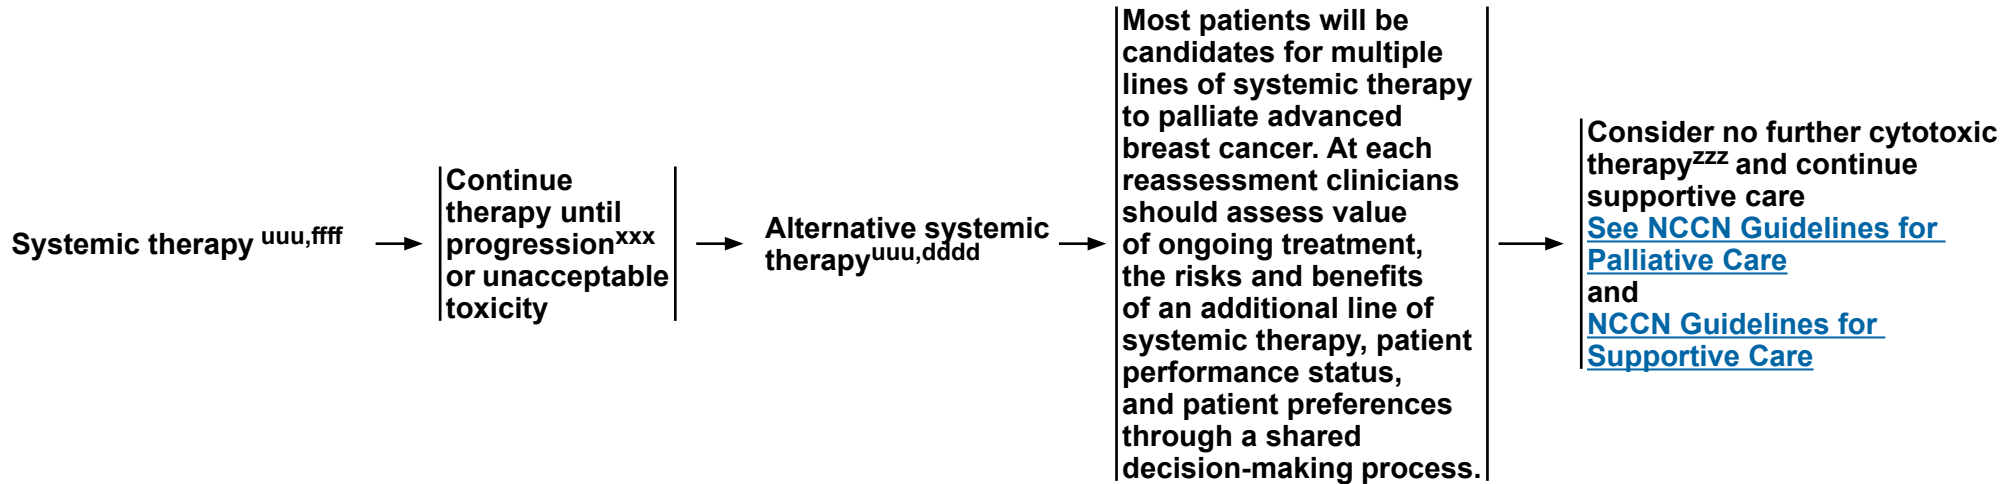 Systemic therapy uuu,ffff
Continue
therapy until
progressionxxx
or unacceptable
toxicity
Alternative systemic
therapyuuu,dddd
Most patients will be
candidates for multiple
lines of systemic therapy
to palliate advanced
breast cancer. At each
reassessment clinicians
should assess value
of ongoing treatment,
the risks and benefits
of an additional line of
systemic therapy, patient
performance status,
and patient preferences
through a shared
decision-making process.
Consider no further cytotoxic
therapyzzz and continue
supportive care
See NCCN Guidelines for
Palliative Care
and
NCCN Guidelines for
Supportive Care